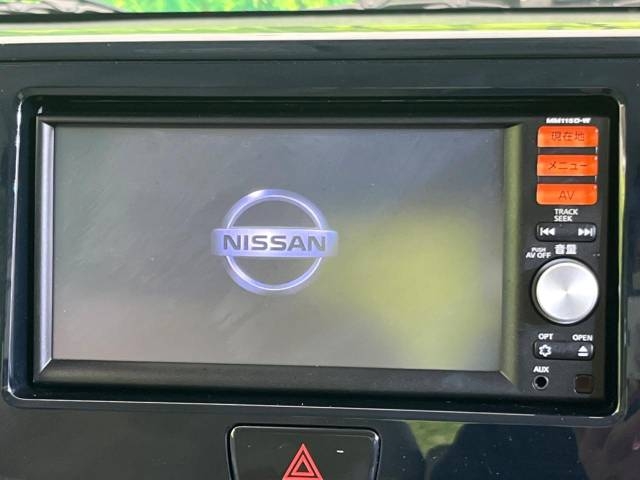 MM115D-W
現在地
メニュー
AV
TRACK
SEEK
PUSH
AV OFF
音量
NISSAN
OPT
OPEN
AUX